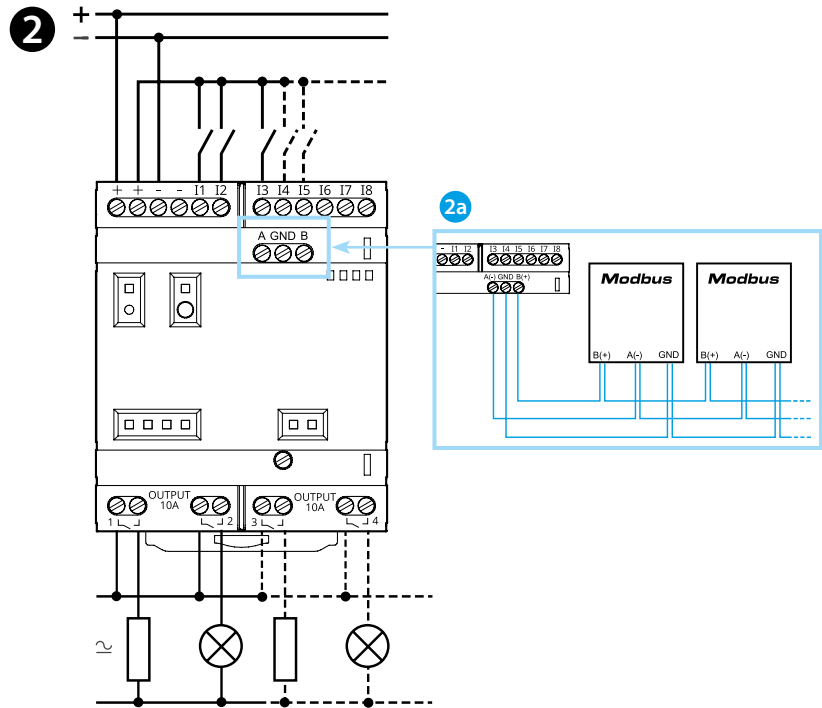 2
+
−
+ + - - I1 I2 I3 I4 I5 I6 I7 I8
A GND B
OUTPUT
10A
OUTPUT
10A
1 2 3 4
≃
2a
- I1 I2 I3 I4 I5 I6 I7 I8
A(-) GND B(+)
Modbus Modbus
B(+) A(-) GND B(+) A(-) GND